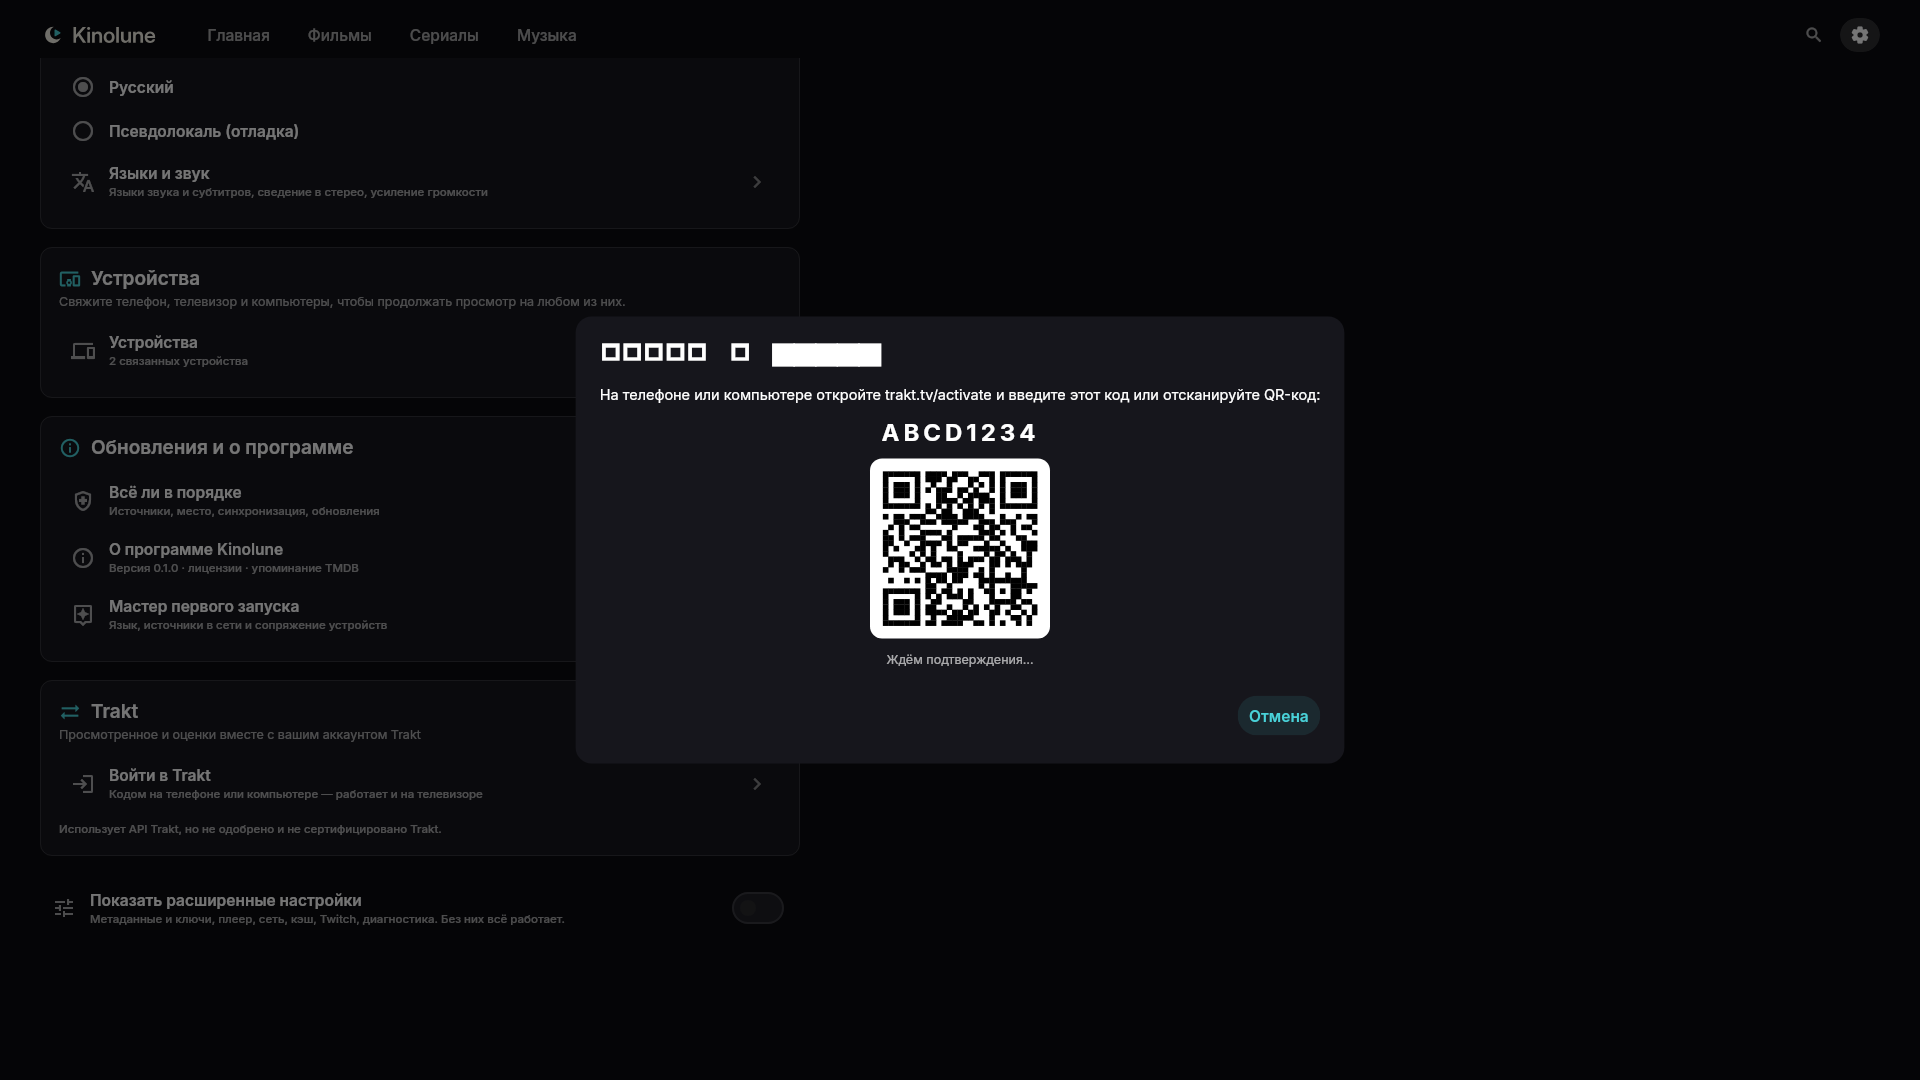 Kinolune
Главная
Фильмы
Сериалы
Музыка
Русский
Псевдолокаль (отладка)
Языки и звук
Языки звука и субтитров, сведение в стерео, усиление громкости
Устройства
Свяжите телефон, телевизор и компьютеры, чтобы продолжать просмотр на любом из них.
Устройства
2 связанных устройства
Обновления и о программе
Всё ли в порядке
Источники, место, синхронизация, обновления
О программе Kinolune
Версия 0.1.0 · лицензии · упоминание TMDB
Мастер первого запуска
Язык, источники в сети и сопряжение устройств
Trakt
Просмотренное и оценки вместе с вашим аккаунтом Trakt
Войти в Trakt
Кодом на телефоне или компьютере — работает и на телевизоре
Использует API Trakt, но не одобрено и не сертифицировано Trakt.
Показать расширенные настройки
Метаданные и ключи, плеер, сеть, кэш, Twitch, диагностика. Без них всё работает.
На телефоне или компьютере откройте trakt.tv/activate и введите этот код или отсканируйте QR-код:
ABCD1234
Ждём подтверждения...
Отмена